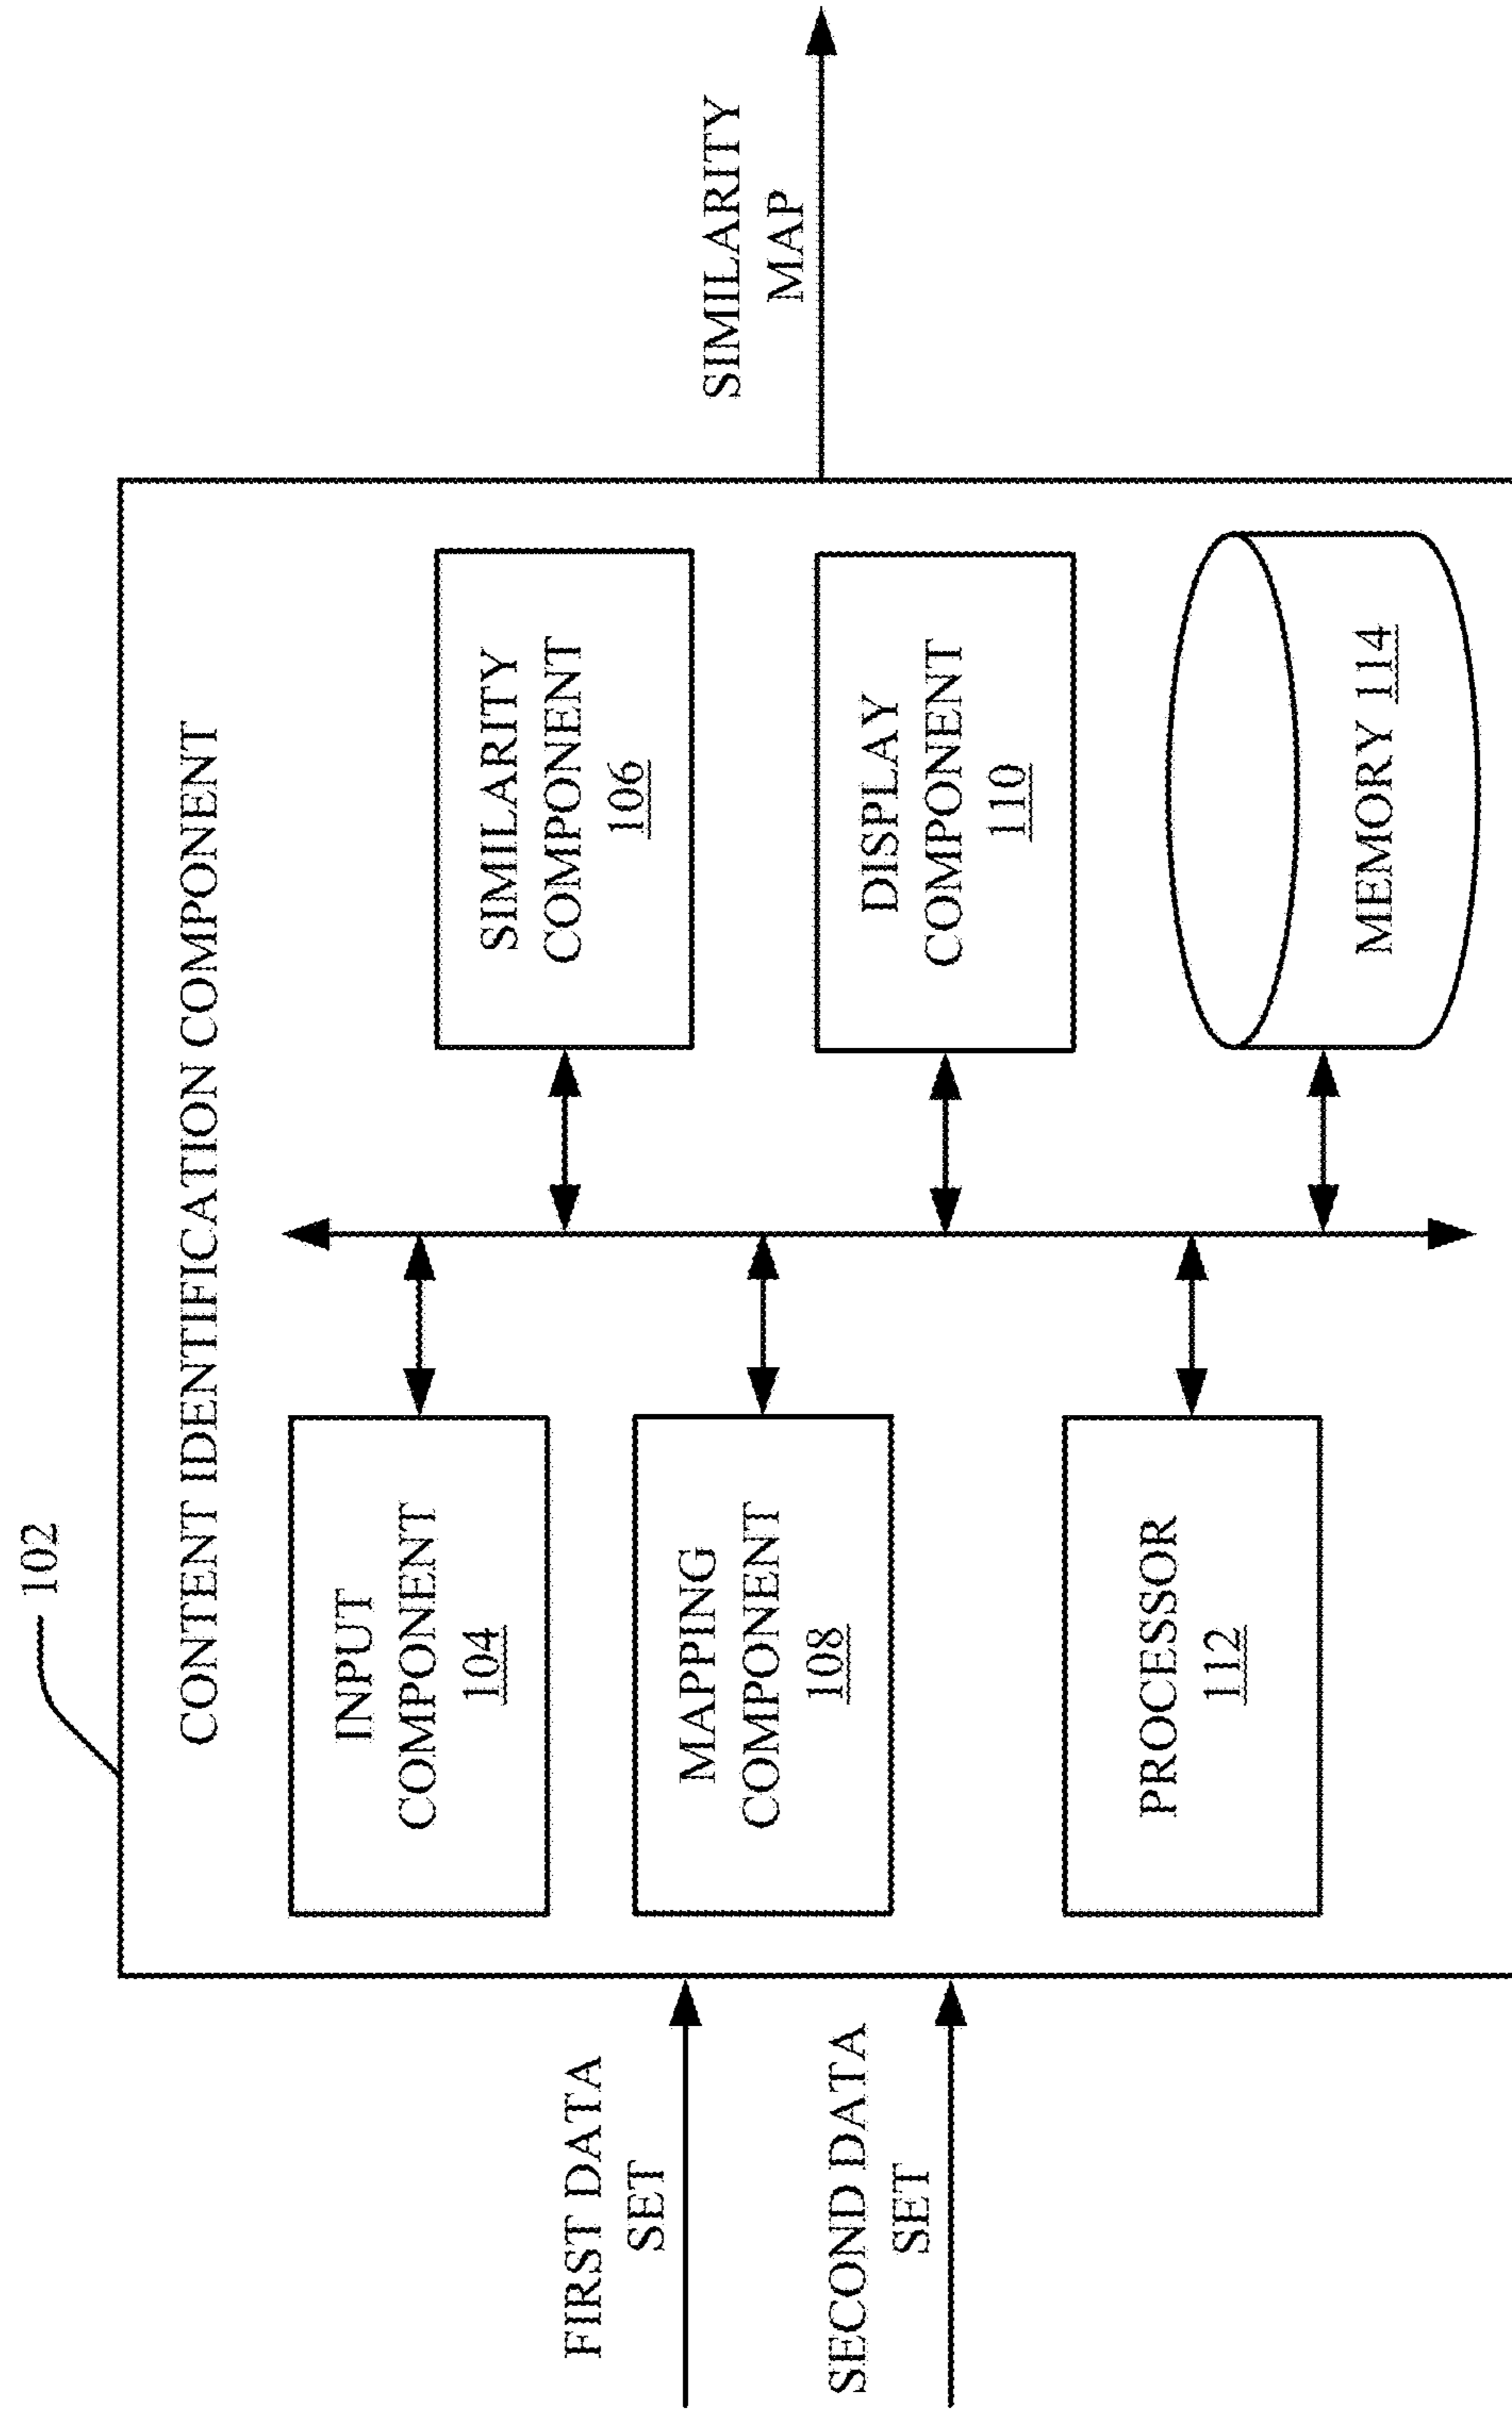 102
CONTENT IDENTIFICATION COMPONENT
FIRST DATA
SET
SECOND DATA
SET
INPUT
COMPONENT
104
SIMILARITY
COMPONENT
106
MAPPING
COMPONENT
108
DISPLAY
COMPONENT
110
PROCESSOR
112
MEMORY 114
SIMILARITY
MAP